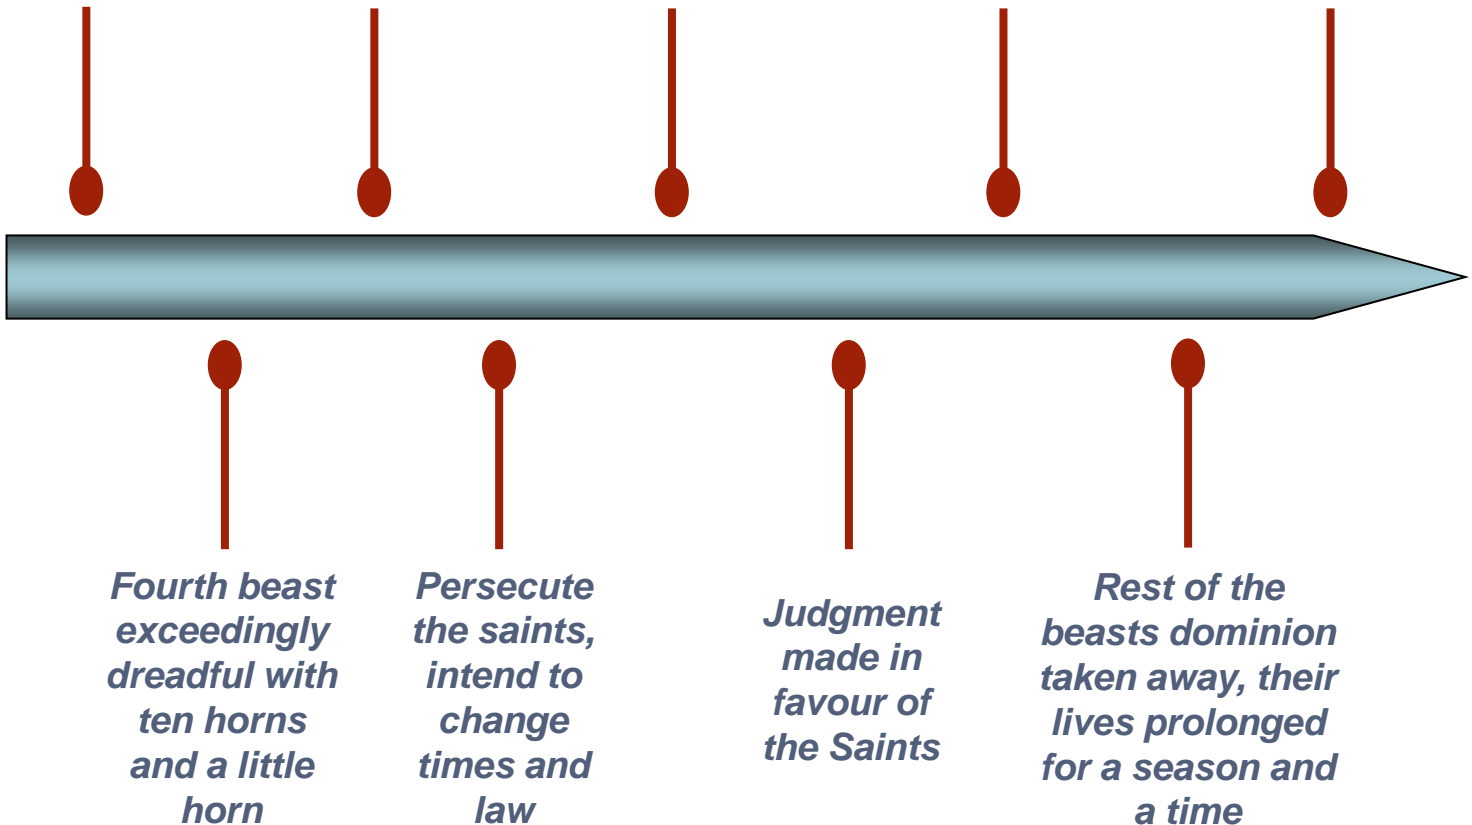 Fourth beast
exceedingly
dreadful with
ten horns
and a little
horn
Persecute
the saints,
intend to
change
times and
law
Judgment
made in
favour of
the Saints
Rest of the
beasts dominion
taken away, their
lives prolonged
for a season and
a time